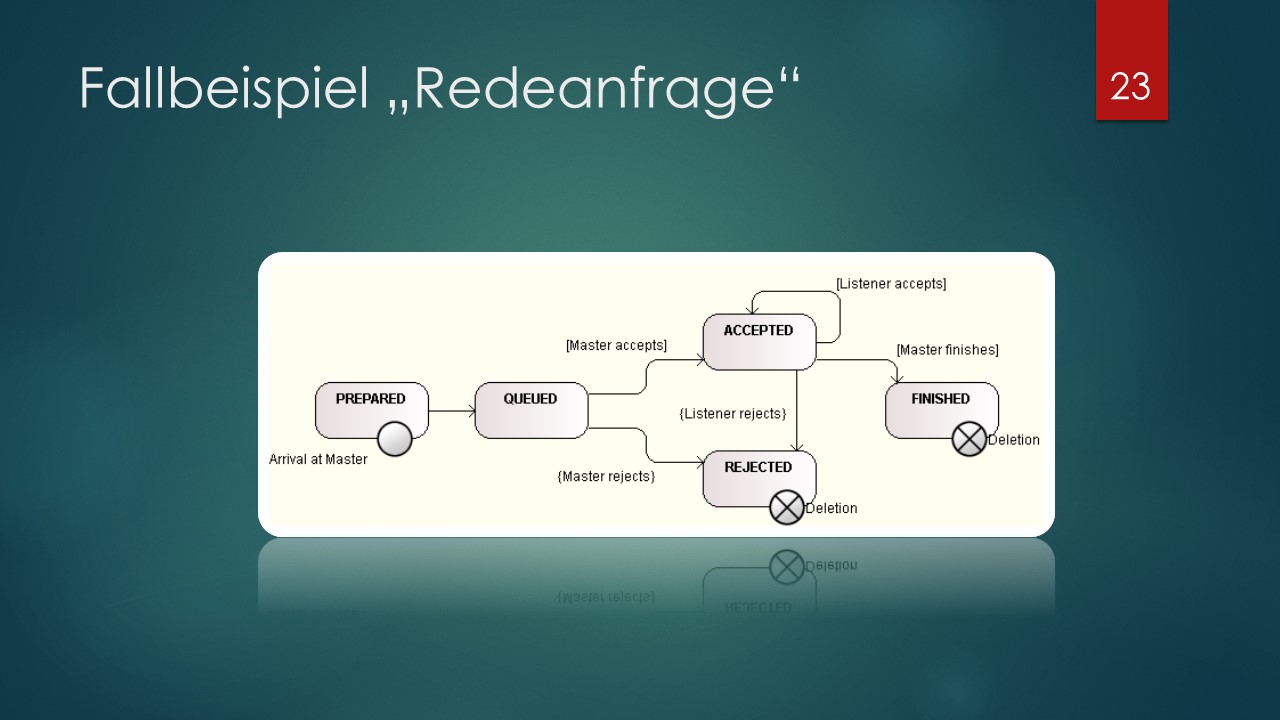 Fallbeispiel „Redeanfrage“
23
[Listener accepts]
ACCEPTED
[Master accepts]
[Master finishes]
PREPARED
QUEUED
FINISHED
{Listener rejects}
Deletion
Arrival at Master
REJECTED
{Master rejects}
Deletion